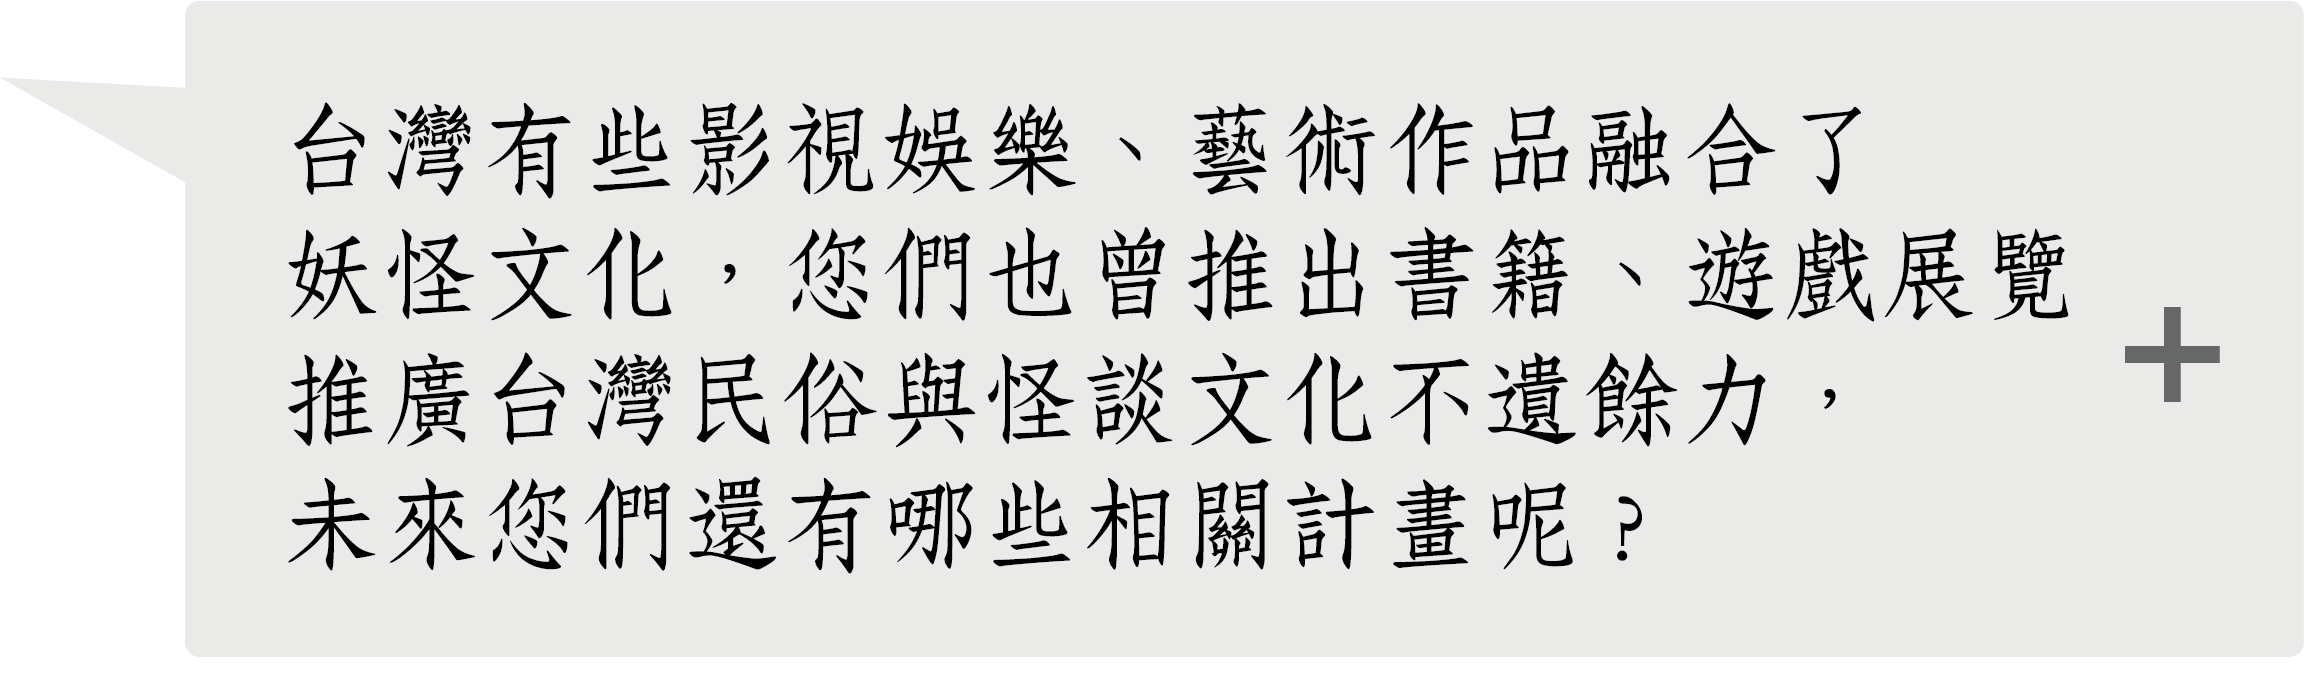 台灣有些影視娛樂、藝術作品融合了
妖怪文化，您們也曾推出書籍、遊戲展覽
推廣台灣民俗與怪談文化不遺餘力，
未來您們還有哪些相關計畫呢？